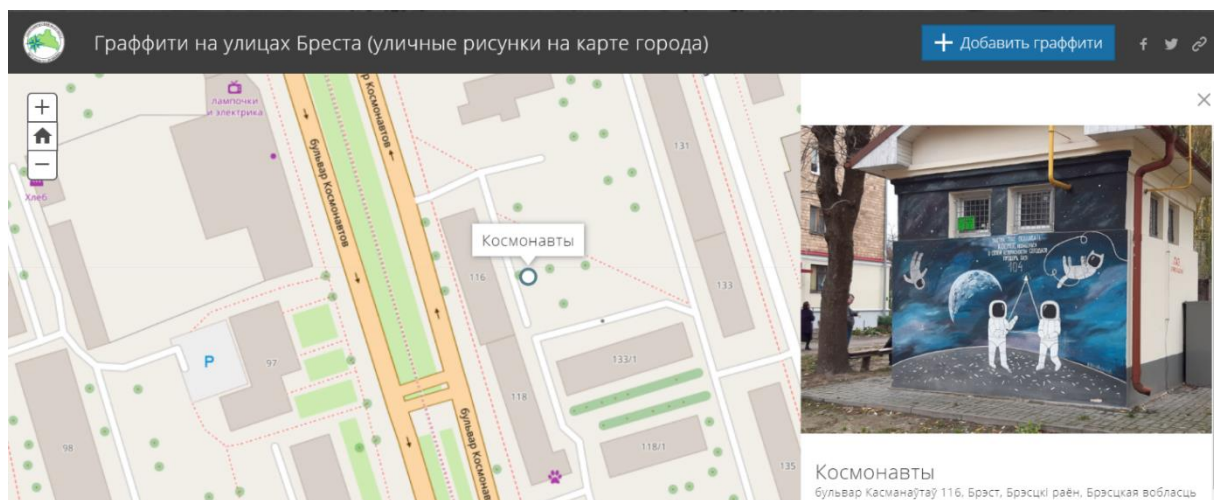 Граффити на улицах Бреста (уличные рисунки на карте города)
+ Добавить граффити
лампочки
и электрика
Хлеб
бульвар Космонавтов
бульвар Космонавтов
бульвар Космонав
131
Космонавты
116
133
133/1
P
97
118
118/1
98
135
104
Космонавты
бульвар Касманаўтаў 116, Брэст, Брэсцкі раён, Брэсцкая вобласць